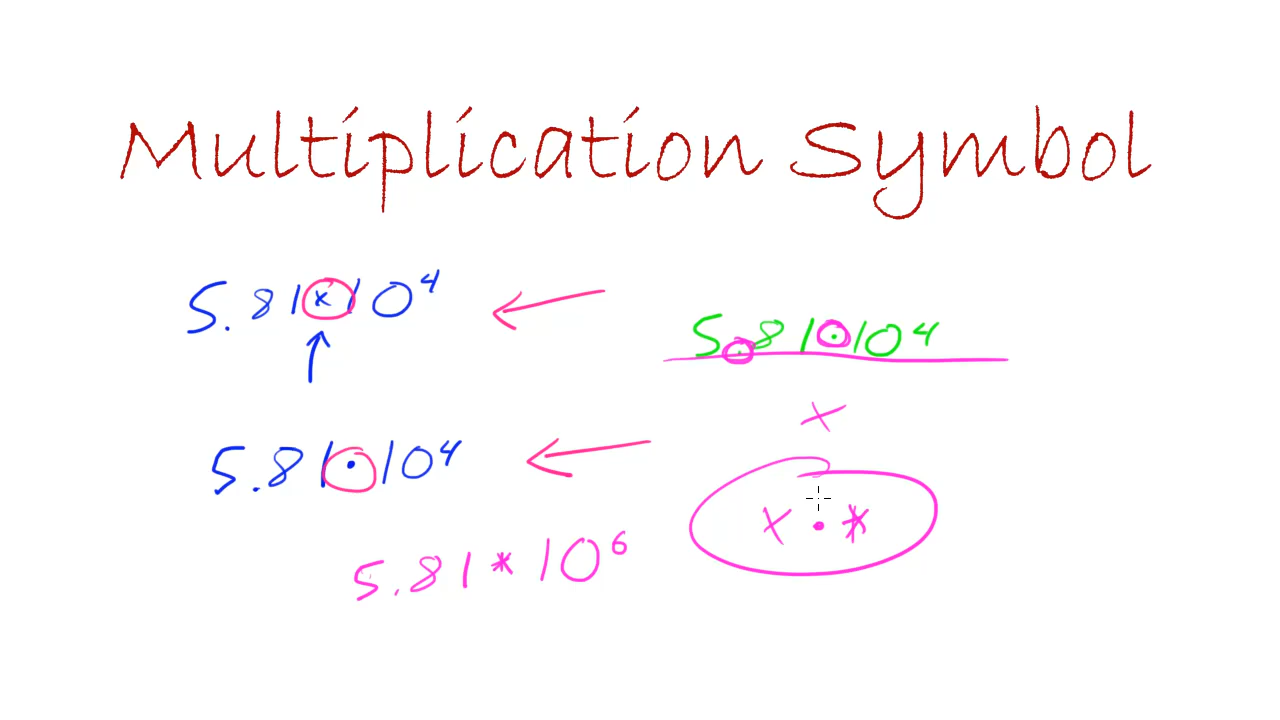 Multiplication Symbol
5.81×10⁴
5.81·10⁴
×
5.81·10⁴
× · *
5.81*10⁶